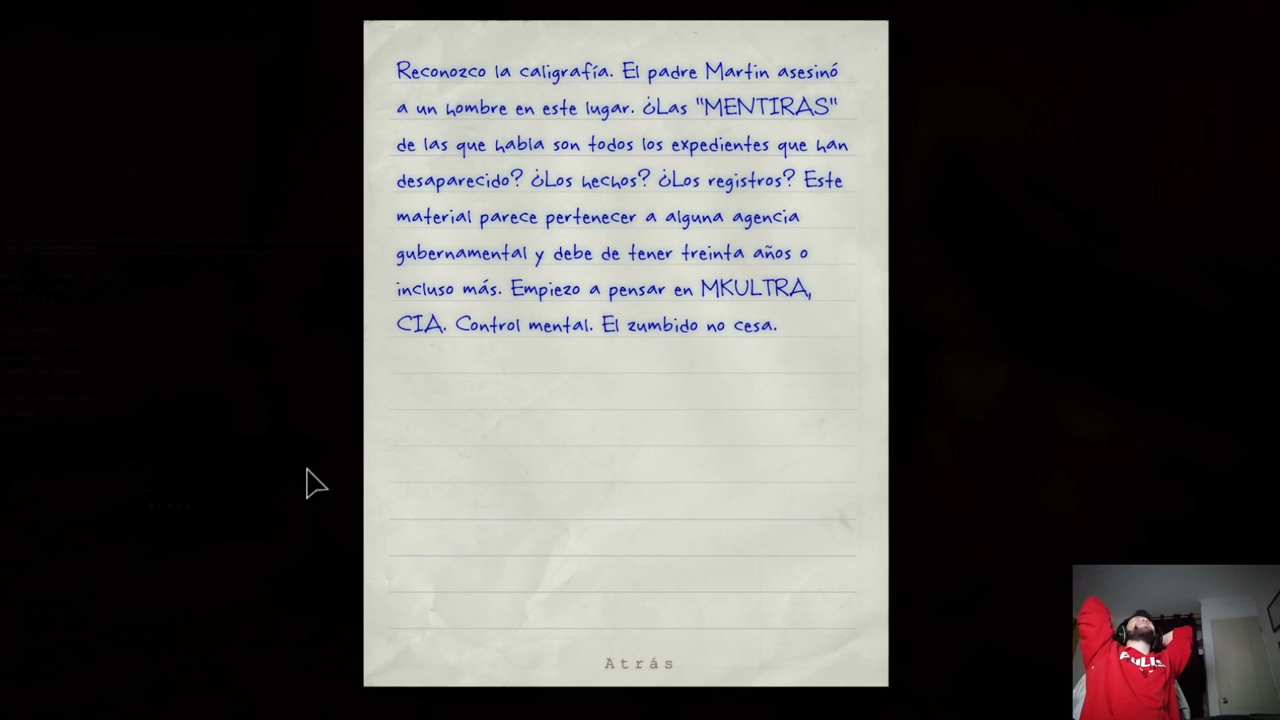 Reconozco la caligrafía. El padre Martin asesinó
a un hombre en este lugar. ¿Las "MENTIRAS"
de las que habla son todos los expedientes que han
desaparecido? ¿Los hechos? ¿Los registros? Este
material parece pertenecer a alguna agencia
gubernamental y debe de tener treinta años o
incluso más. Empiezo a pensar en MKULTRA,
CIA. Control mental. El zumbido no cesa.
Atrás